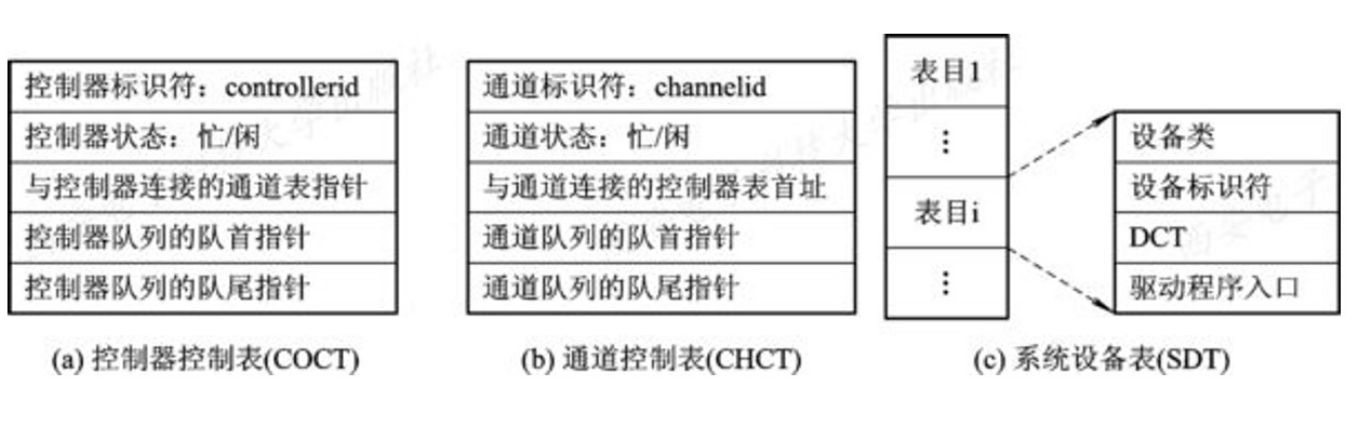 控制器标识符：controllerid
控制器状态：忙/闲
与控制器连接的通道表指针
控制器队列的队首指针
控制器队列的队尾指针
(a) 控制器控制表(COCT)
通道标识符：channelid
通道状态：忙/闲
与通道连接的控制器表首址
通道队列的队首指针
通道队列的队尾指针
(b) 通道控制表(CHCT)
表目1
⋮
表目i
⋮
设备类
设备标识符
DCT
驱动程序入口
(c) 系统设备表(SDT)